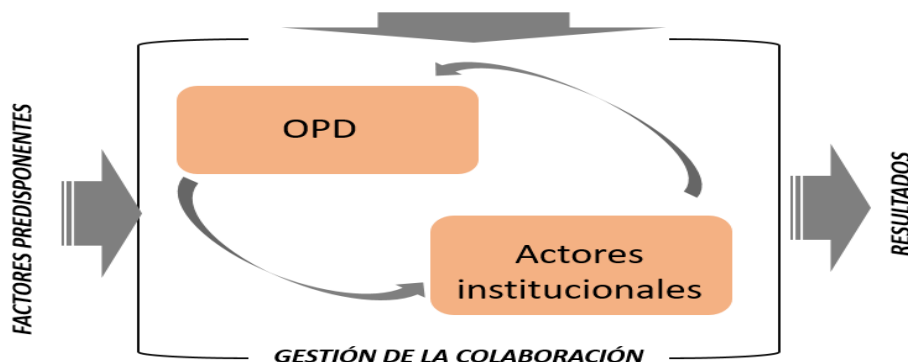 FACTORES PREDISPONENTES
OPD
Actores
institucionales
RESULTADOS
GESTIÓN DE LA COLABORACIÓN